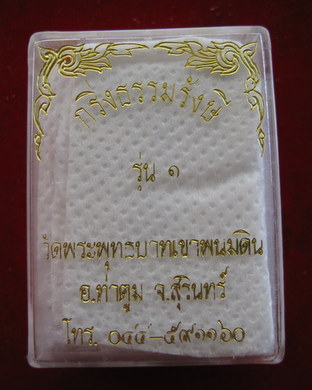 กริ่งธรรมรังษี
รุ่น ๑
วัดพระพุทธบาทเขาพนมดิน
อ.ท่าตูม จ.สุรินทร์
โทร. ๐๔๔-๕๙๑๑๖๐